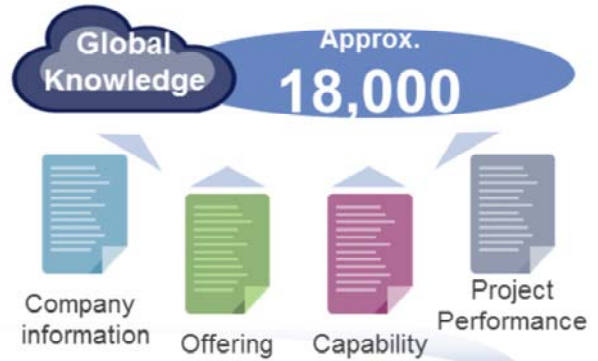 Global
Knowledge
Approx.
18,000
Company
information
Offering
Capability
Project
Performance